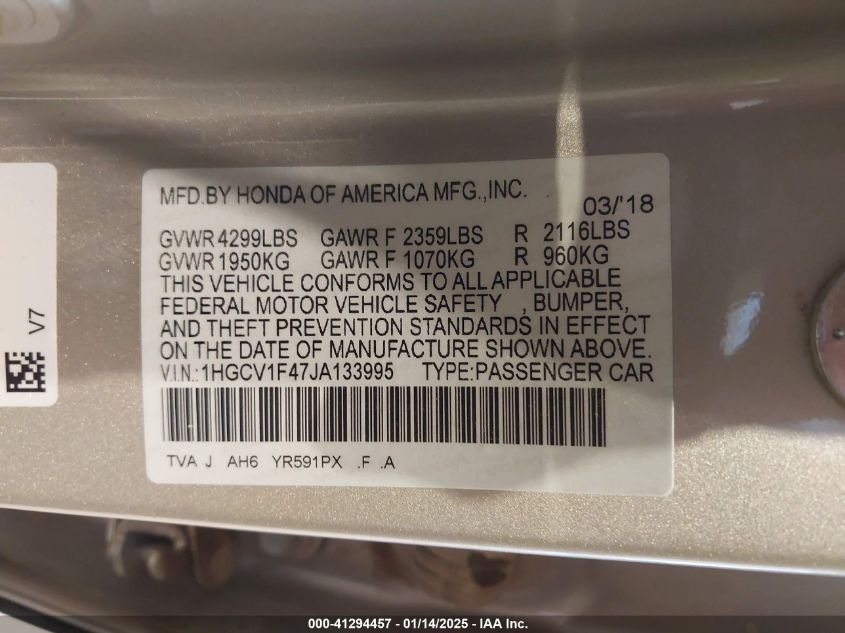 MFD.BY HONDA OF AMERICA MFG.,INC. 03/'18
GVWR 4299LBS GAWR F 2359LBS R 2116LBS
GVWR 1950KG GAWR F 1070KG R 960KG
THIS VEHICLE CONFORMS TO ALL APPLICABLE
FEDERAL MOTOR VEHICLE SAFETY , BUMPER,
AND THEFT PREVENTION STANDARDS IN EFFECT
ON THE DATE OF MANUFACTURE SHOWN ABOVE.
V.I.N.:1HGCV1F47JA133995 TYPE:PASSENGER CAR
TVA J AH6 YR591PX .F .A
V7
000-41294457 - 01/14/2025 - IAA Inc.